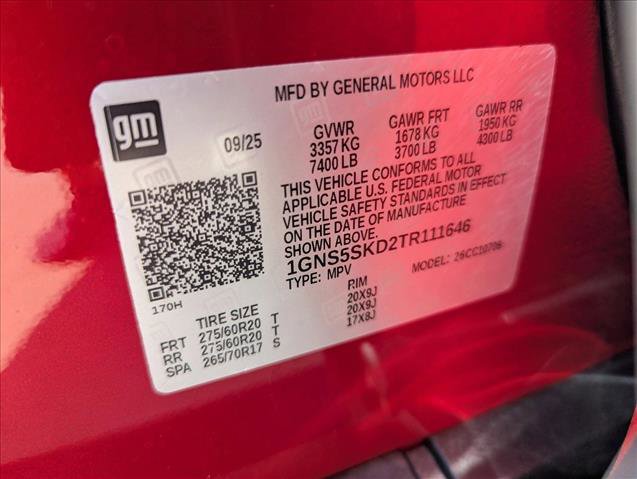 MFD BY GENERAL MOTORS LLC
gm
09/25
GVWR GAWR FRT GAWR RR
3357 KG 1678 KG 1950 KG
7400 LB 3700 LB 4300 LB
THIS VEHICLE CONFORMS TO ALL
APPLICABLE U.S. FEDERAL MOTOR
VEHICLE SAFETY STANDARDS IN EFFECT
ON THE DATE OF MANUFACTURE
SHOWN ABOVE.
1GNS5SKD2TR111646
TYPE: MPV MODEL: 26CC10706
170H
TIRE SIZE RIM
FRT 275/60R20 T 20X9J
RR 275/60R20 T 20X9J
SPA 265/70R17 S 17X8J